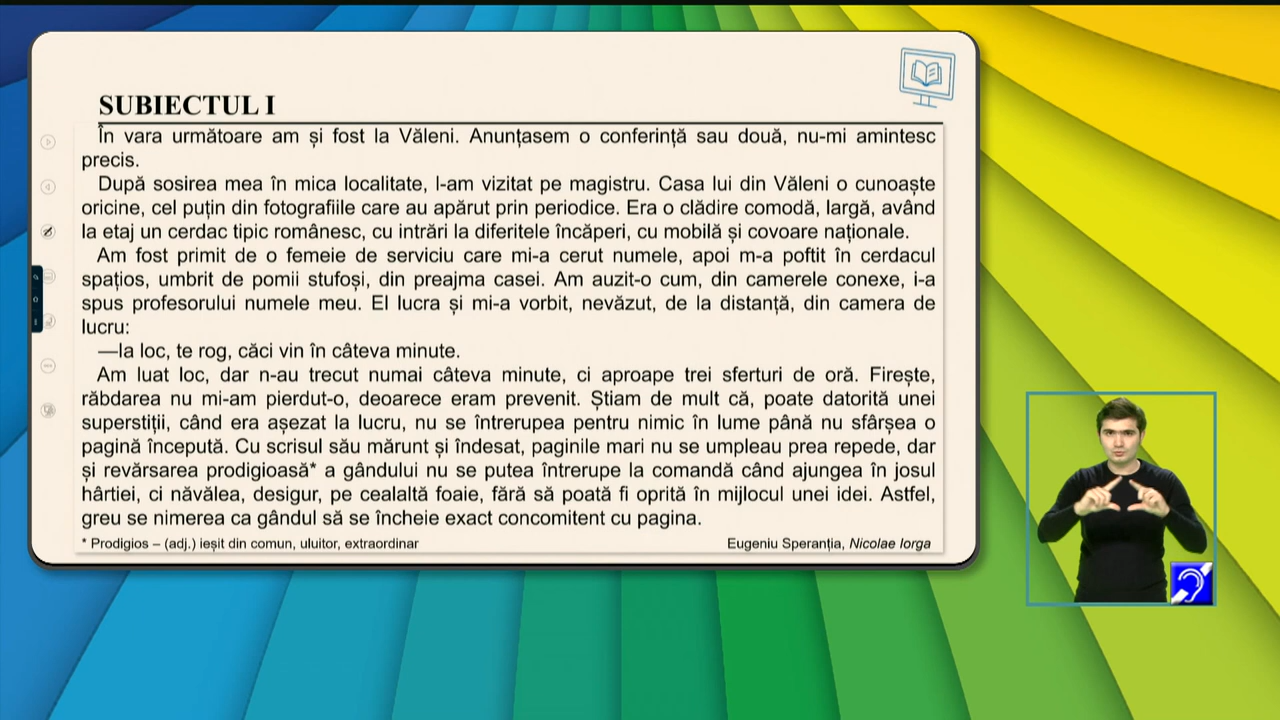 SUBIECTUL I
În vara următoare am și fost la Văleni. Anunțasem o conferință sau două, nu-mi amintesc
precis.
După sosirea mea în mica localitate, l-am vizitat pe magistru. Casa lui din Văleni o cunoaște
oricine, cel puțin din fotografiile care au apărut prin periodice. Era o clădire comodă, largă, având
la etaj un cerdac tipic românesc, cu intrări la diferitele încăperi, cu mobilă și covoare naționale.
Am fost primit de o femeie de serviciu care mi-a cerut numele, apoi m-a poftit în cerdacul
spațios, umbrit de pomii stufoși, din preajma casei. Am auzit-o cum, din camerele conexe, i-a
spus profesorului numele meu. El lucra și mi-a vorbit, nevăzut, de la distanță, din camera de
lucru:
—Ia loc, te rog, căci vin în câteva minute.
Am luat loc, dar n-au trecut numai câteva minute, ci aproape trei sferturi de oră. Firește,
răbdarea nu mi-am pierdut-o, deoarece eram prevenit. Știam de mult că, poate datorită unei
superstiții, când era așezat la lucru, nu se întrerupea pentru nimic în lume până nu sfârșea o
pagină începută. Cu scrisul său mărunt și îndesat, paginile mari nu se umpleau prea repede, dar
și revărsarea prodigioasă* a gândului nu se putea întrerupe la comandă când ajungea în josul
hârtiei, ci năvălea, desigur, pe cealaltă foaie, fără să poată fi oprită în mijlocul unei idei. Astfel,
greu se nimerea ca gândul să se încheie exact concomitent cu pagina.
* Prodigios – (adj.) ieșit din comun, uluitor, extraordinar
Eugeniu Speranția, Nicolae Iorga